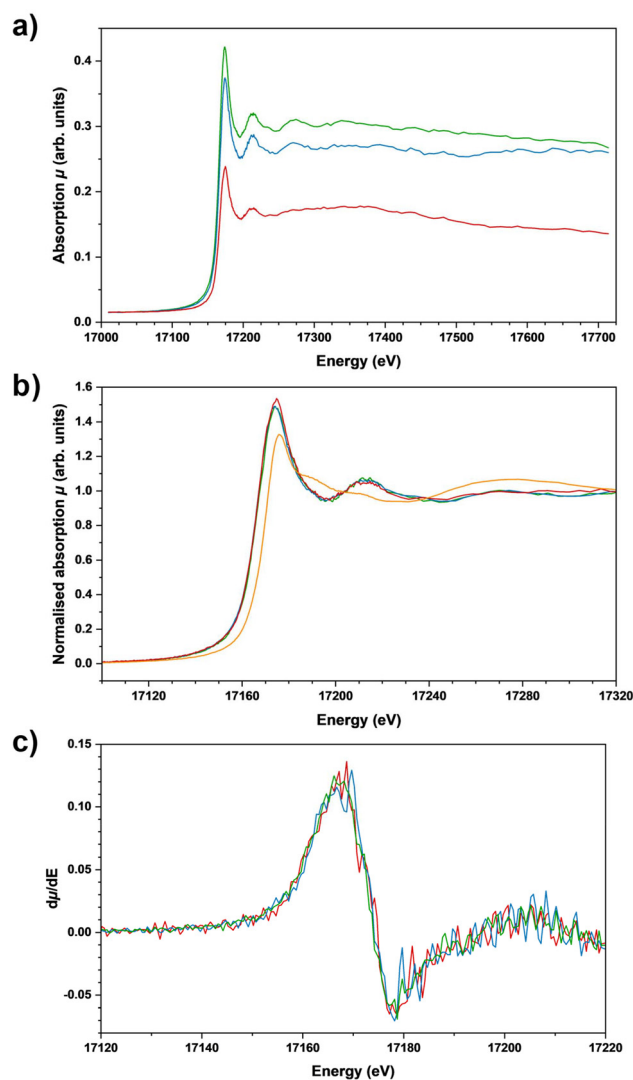 a)
0.4
0.3
0.2
0.1
0.0
Absorption μ (arb. units)
17000 17100 17200 17300 17400 17500 17600 17700
Energy (eV)
b)
1.6
1.4
1.2
1.0
0.8
0.6
0.4
0.2
0.0
Normalised absorption μ (arb. units)
17120 17160 17200 17240 17280 17320
Energy (eV)
c)
0.15
0.10
0.05
0.00
-0.05
dμ/dE
17120 17140 17160 17180 17200 17220
Energy (eV)